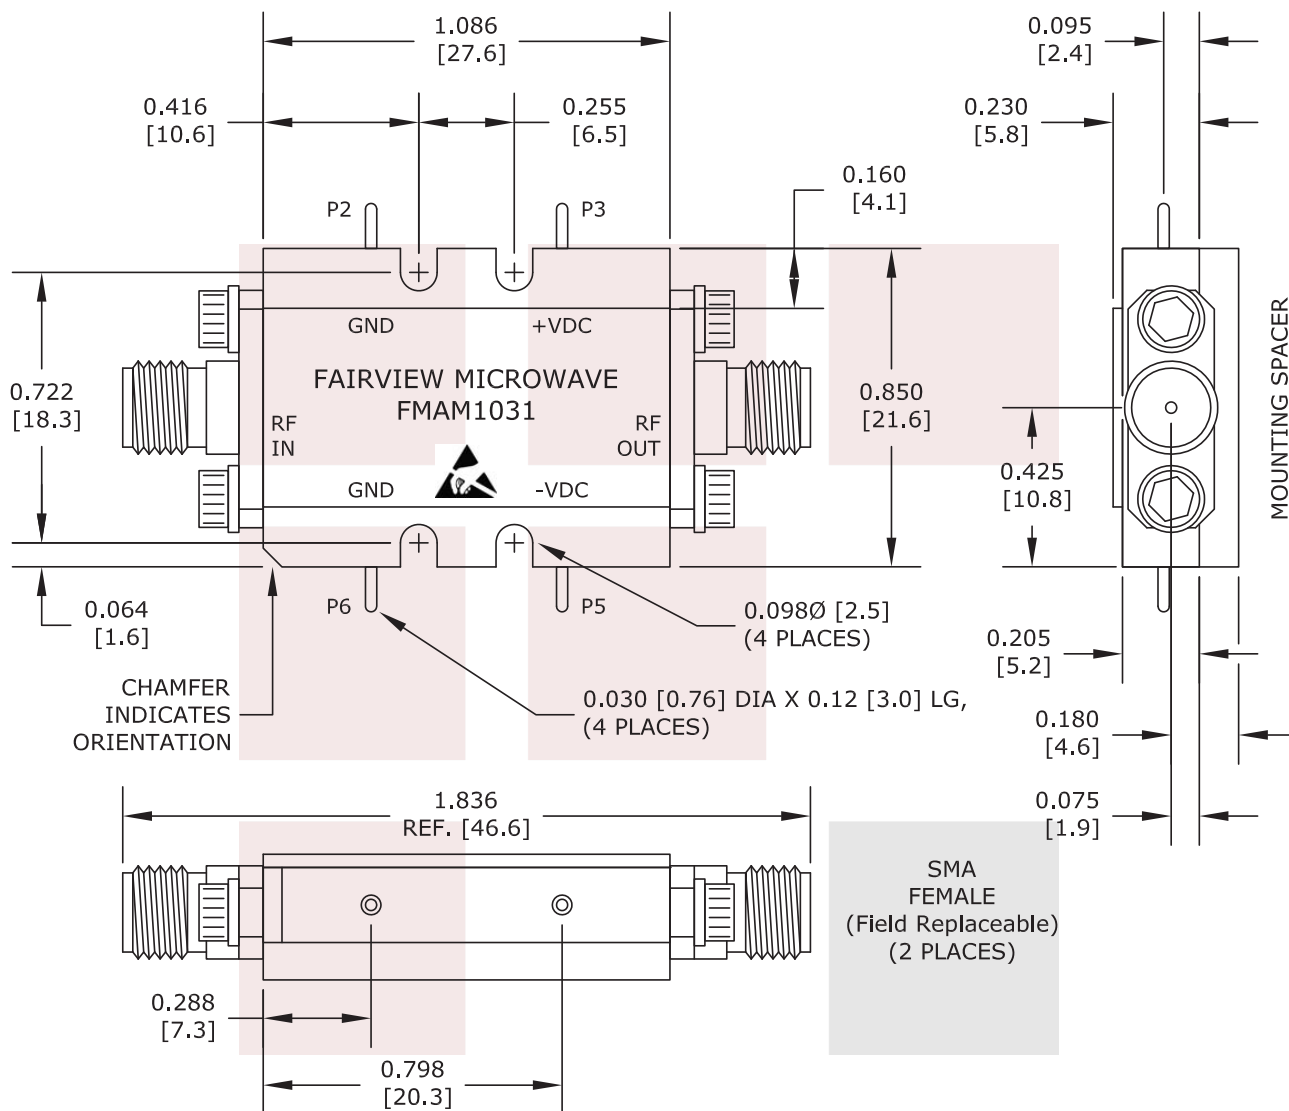 1.086
[27.6]
0.095
[2.4]
0.416
[10.6]
0.255
[6.5]
0.230
[5.8]
0.160
[4.1]
P2
P3
GND
+VDC
FAIRVIEW MICROWAVE
FMAM1031
RF
IN
RF
OUT
GND
-VDC
0.722
[18.3]
0.850
[21.6]
0.425
[10.8]
MOUNTING SPACER
0.064
[1.6]
P6
P5
0.098Ø [2.5]
(4 PLACES)
0.205
[5.2]
CHAMFER
INDICATES
ORIENTATION
0.030 [0.76] DIA X 0.12 [3.0] LG,
(4 PLACES)
0.180
[4.6]
1.836
REF. [46.6]
0.075
[1.9]
SMA
FEMALE
(Field Replaceable)
(2 PLACES)
0.288
[7.3]
0.798
[20.3]